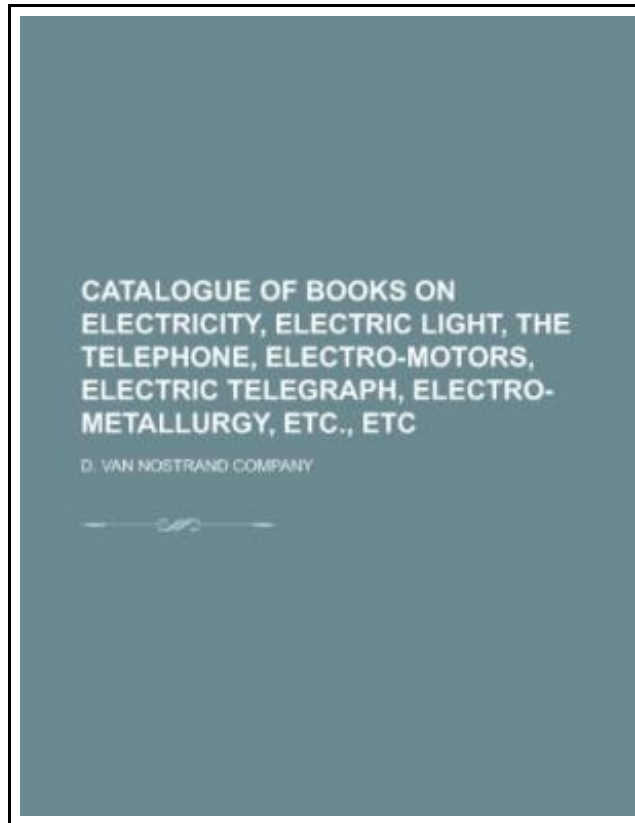 CATALOGUE OF BOOKS ON
ELECTRICITY, ELECTRIC LIGHT, THE
TELEPHONE, ELECTRO-MOTORS,
ELECTRIC TELEGRAPH, ELECTRO-
METALLURGY, ETC., ETC
D. VAN NOSTRAND COMPANY